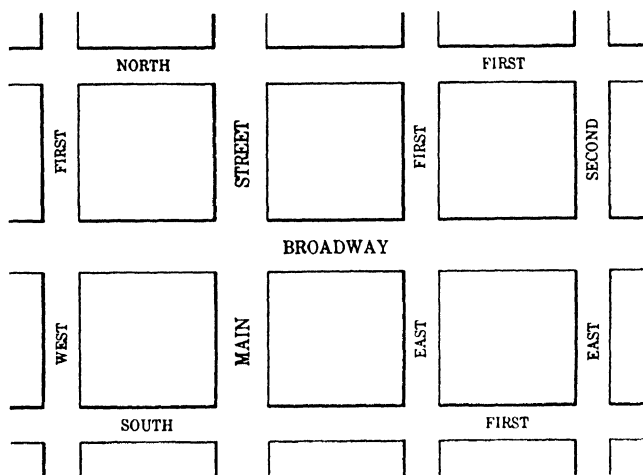 NORTH FIRST
FIRST
STREET
FIRST
SECOND
BROADWAY
WEST
MAIN
EAST
EAST
SOUTH FIRST